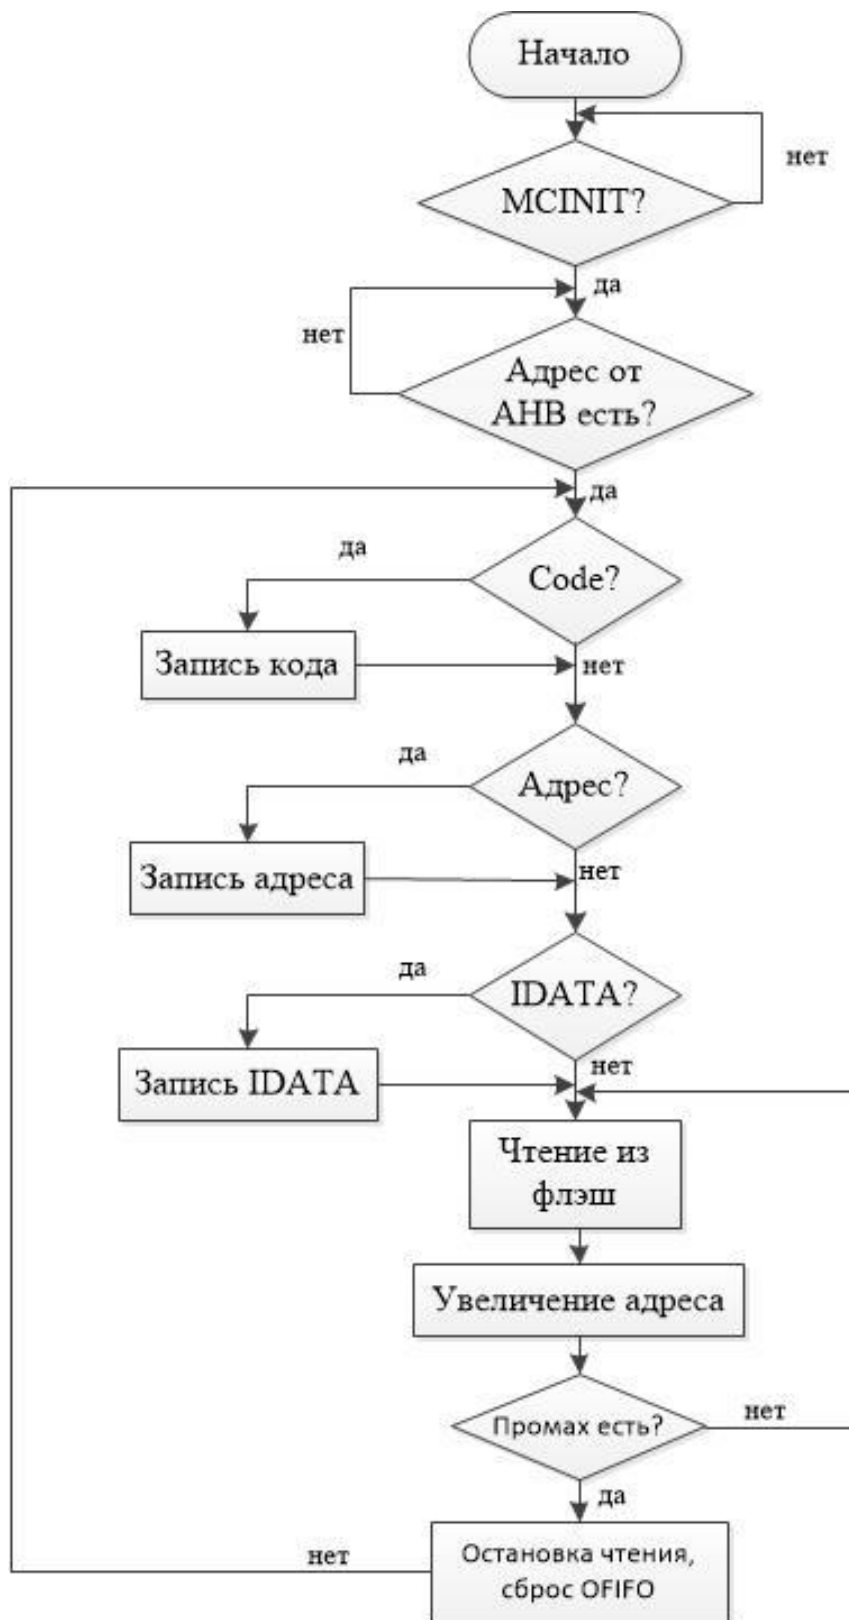 Начало
нет
MCINIT?
да
нет
Адрес от
AHB есть?
да
да
Code?
Запись кода
нет
да
Адрес?
Запись адреса
нет
да
IDATA?
Запись IDATA
нет
Чтение из
флэш
Увеличение адреса
Промах есть?
нет
да
нет
Остановка чтения,
сброс OFIFO